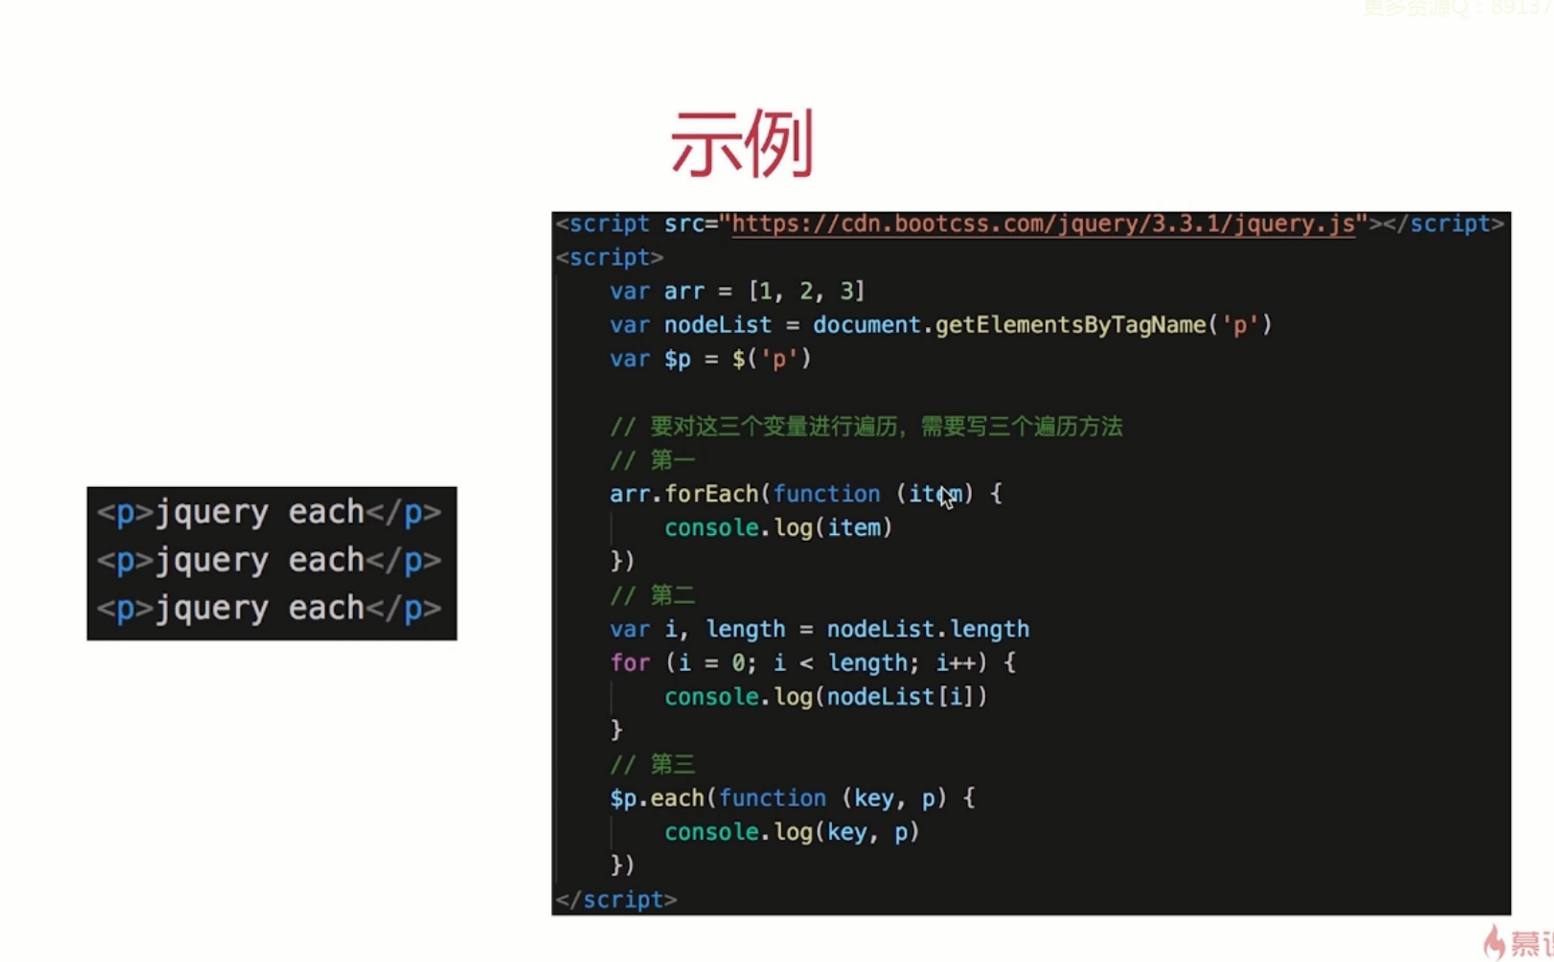 更多资源Q：89137
示例
<p>jquery each</p>
<p>jquery each</p>
<p>jquery each</p>
<script src="https://cdn.bootcss.com/jquery/3.3.1/jquery.js"></script>
<script>
var arr = [1, 2, 3]
var nodeList = document.getElementsByTagName('p')
var $p = $('p')
// 要对这三个变量进行遍历，需要写三个遍历方法
// 第一
arr.forEach(function (item) {
console.log(item)
})
// 第二
var i, length = nodeList.length
for (i = 0; i < length; i++) {
console.log(nodeList[i])
}
// 第三
$p.each(function (key, p) {
console.log(key, p)
})
</script>
慕